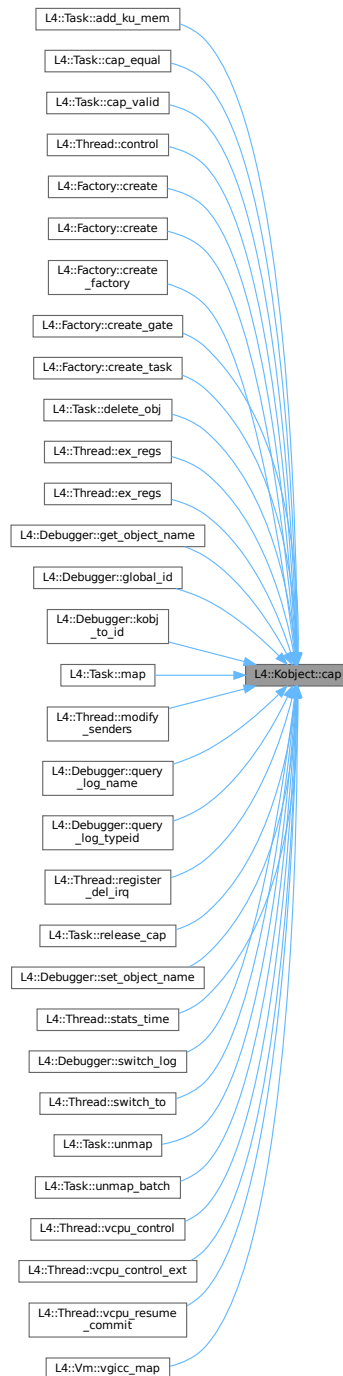 L4::Task::add_ku_mem
L4::Task::cap_equal
L4::Task::cap_valid
L4::Thread::control
L4::Factory::create
L4::Factory::create
L4::Factory::create
_factory
L4::Factory::create_gate
L4::Factory::create_task
L4::Task::delete_obj
L4::Thread::ex_regs
L4::Thread::ex_regs
L4::Debugger::get_object_name
L4::Debugger::global_id
L4::Debugger::kobj
_to_id
L4::Task::map
L4::Kobject::cap
L4::Thread::modify
_senders
L4::Debugger::query
_log_name
L4::Debugger::query
_log_typeid
L4::Thread::register
_del_irq
L4::Task::release_cap
L4::Debugger::set_object_name
L4::Thread::stats_time
L4::Debugger::switch_log
L4::Thread::switch_to
L4::Task::unmap
L4::Task::unmap_batch
L4::Thread::vcpu_control
L4::Thread::vcpu_control_ext
L4::Thread::vcpu_resume
_commit
L4::Vm::vgicc_map